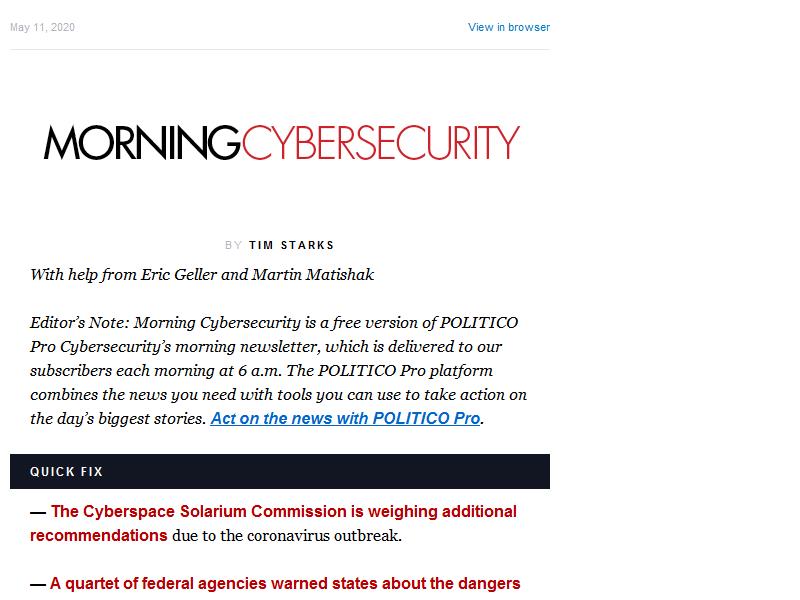 May 11, 2020
View in browser
MORNINGCYBERSECURITY
BY TIM STARKS
With help from Eric Geller and Martin Matishak
Editor’s Note: Morning Cybersecurity is a free version of POLITICO
Pro Cybersecurity’s morning newsletter, which is delivered to our
subscribers each morning at 6 a.m. The POLITICO Pro platform
combines the news you need with tools you can use to take action on
the day’s biggest stories. Act on the news with POLITICO Pro.
QUICK FIX
— The Cyberspace Solarium Commission is weighing additional
recommendations due to the coronavirus outbreak.
— A quartet of federal agencies warned states about the dangers